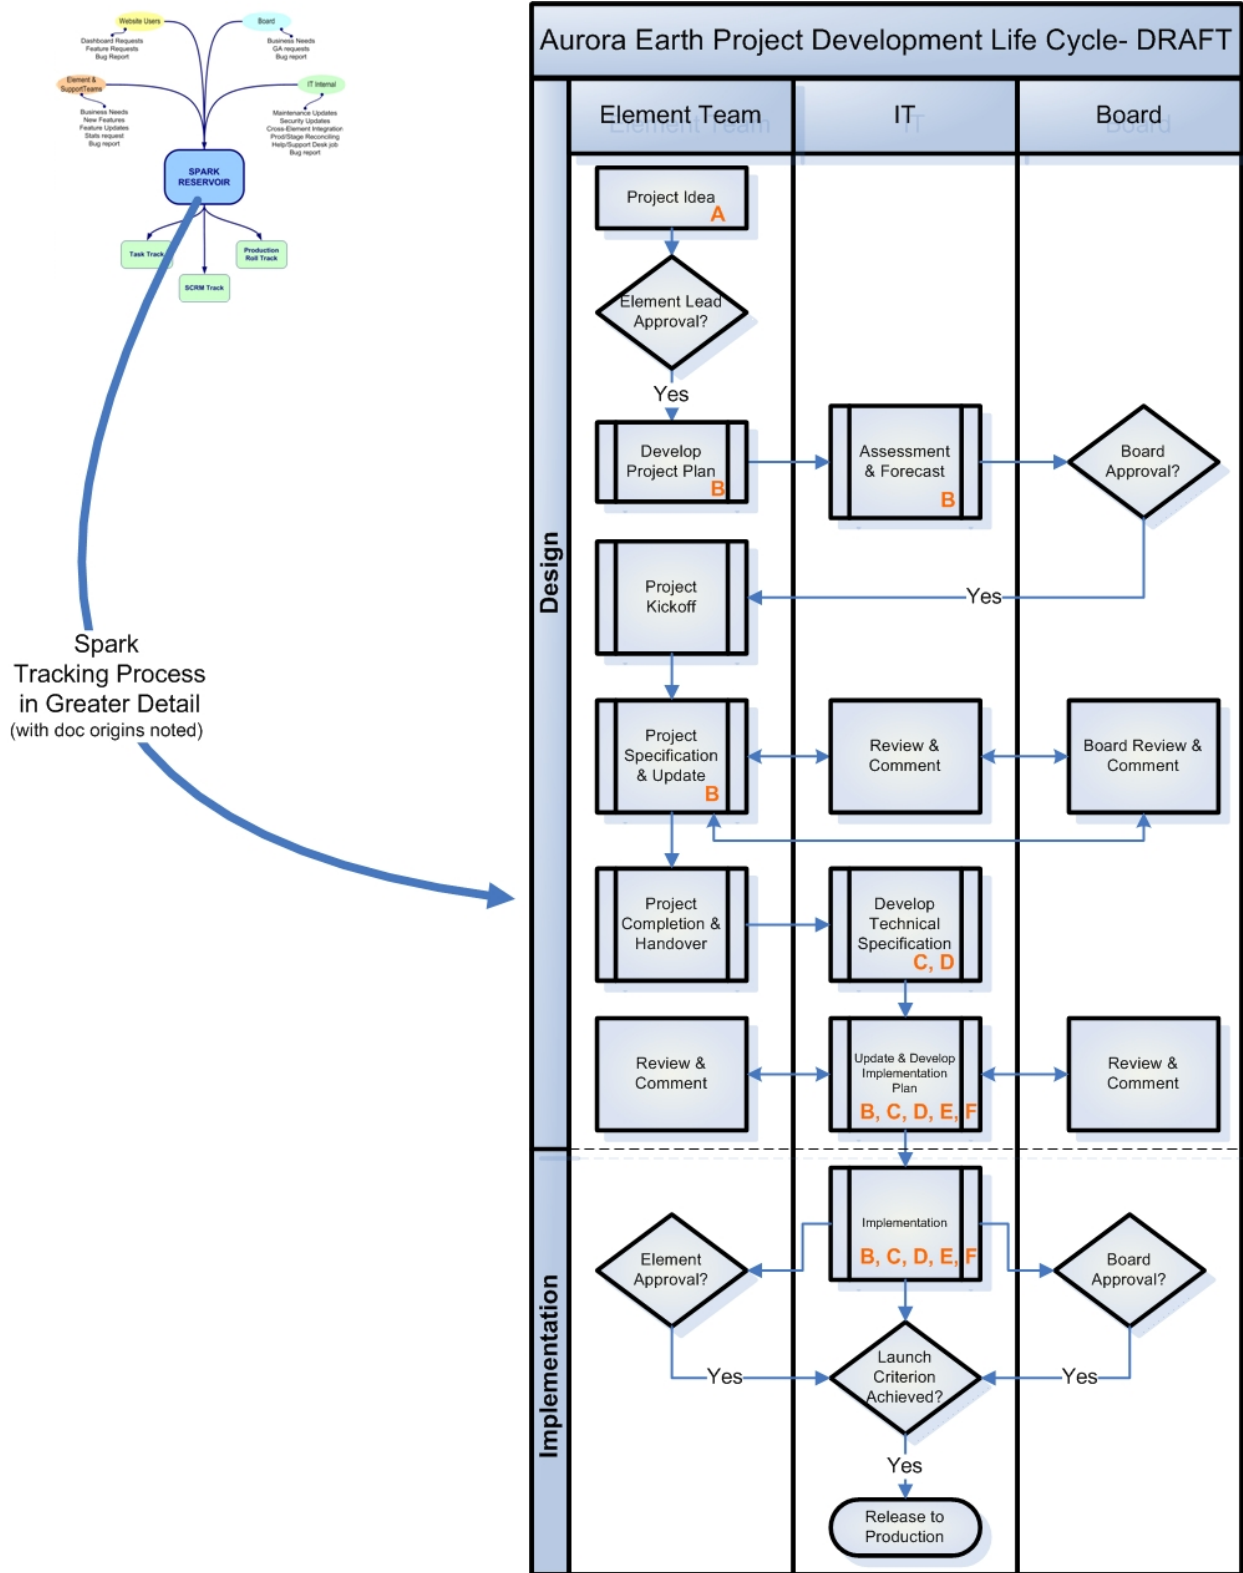 Website Users
Dashboard Requests
Feature Requests
Bug Report
Board
Business Needs
GA requests
Bug report
Element &
SupportTeams
Business Needs
New Features
Feature Updates
Stats request
Bug report
IT Internal
Maintenance Updates
Security Updates
Cross-Element Integration
Prod/Stage Reconciling
Help/Support Desk job
Bug report
SPARK
RESERVOIR
Task Track
SCRM Track
Production
Roll Track
Spark
Tracking Process
in Greater Detail
(with doc origins noted)
Aurora Earth Project Development Life Cycle- DRAFT
Element Team
IT
Board
Design
Project Idea
A
Element Lead
Approval?
Yes
Develop
Project Plan
B
Assessment
& Forecast
B
Board
Approval?
Yes
Project
Kickoff
Project
Specification
& Update
B
Review &
Comment
Board Review &
Comment
Project
Completion &
Handover
Develop
Technical
Specification
C, D
Review &
Comment
Update & Develop
Implementation
Plan
B, C, D, E, F
Review &
Comment
Implementation
Implementation
B, C, D, E, F
Element
Approval?
Board
Approval?
Yes
Launch
Criterion
Achieved?
Yes
Yes
Release to
Production